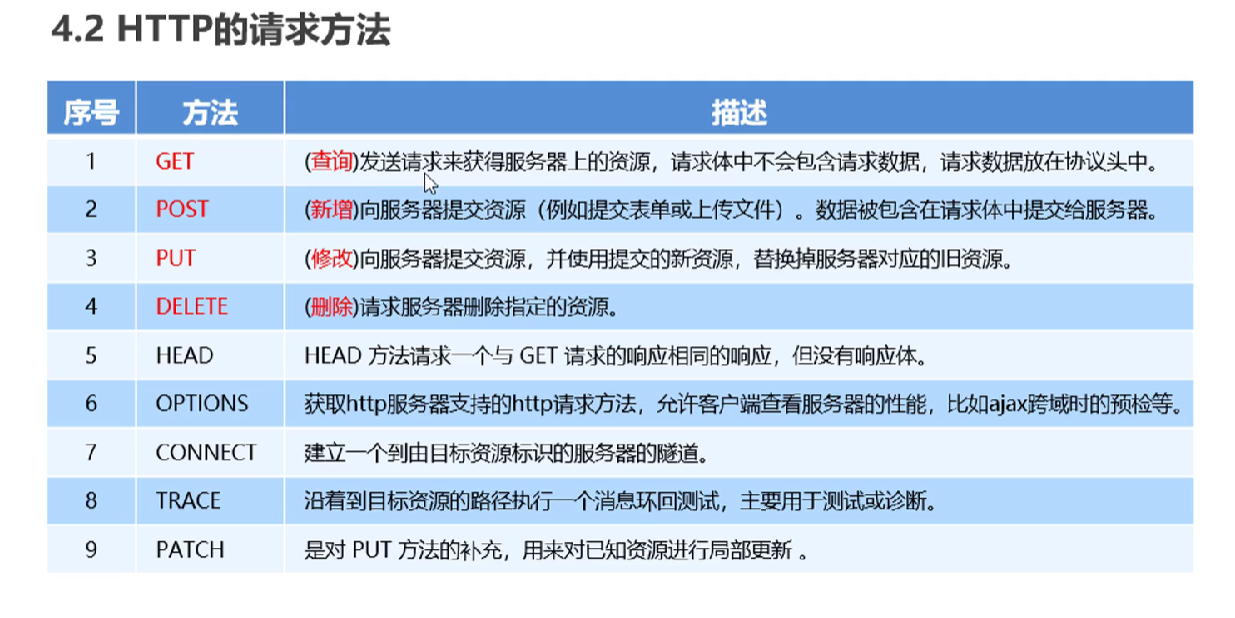 4.2 HTTP的请求方法
序号 方法 描述
1 GET (查询)发送请求来获得服务器上的资源，请求体中不会包含请求数据，请求数据放在协议头中。
2 POST (新增)向服务器提交资源（例如提交表单或上传文件）。数据被包含在请求体中提交给服务器。
3 PUT (修改)向服务器提交资源，并使用提交的新资源，替换掉服务器对应的旧资源。
4 DELETE (删除)请求服务器删除指定的资源。
5 HEAD HEAD 方法请求一个与 GET 请求的响应相同的响应，但没有响应体。
6 OPTIONS 获取http服务器支持的http请求方法，允许客户端查看服务器的性能，比如ajax跨域时的预检等。
7 CONNECT 建立一个到由目标资源标识的服务器的隧道。
8 TRACE 沿着到目标资源的路径执行一个消息环回测试，主要用于测试或诊断。
9 PATCH 是对 PUT 方法的补充，用来对已知资源进行局部更新 。